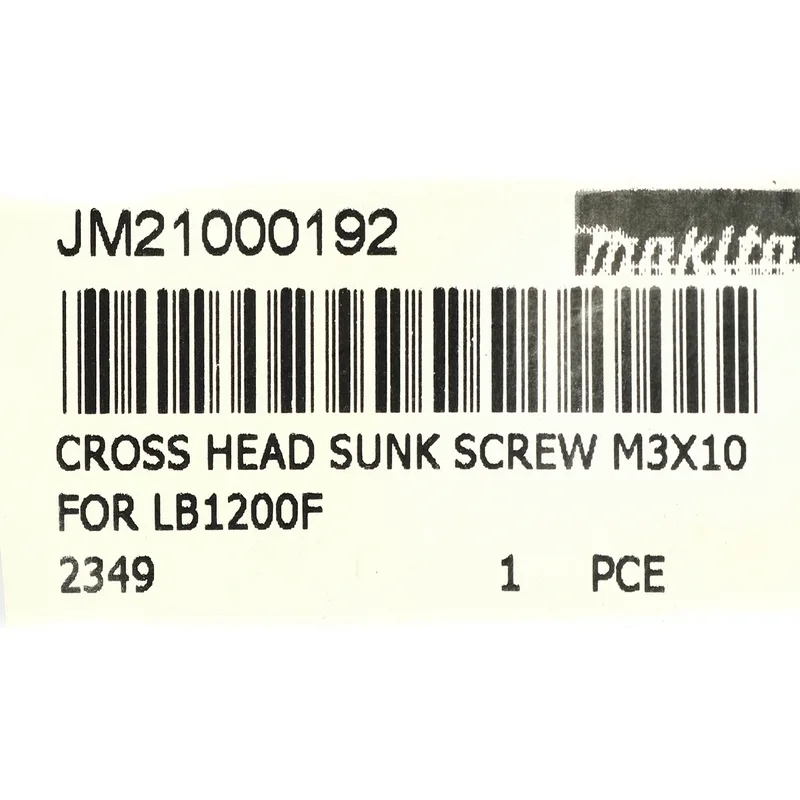 JM21000192
makita
CROSS HEAD SUNK SCREW M3X10
FOR LB1200F
2349 1 PCE